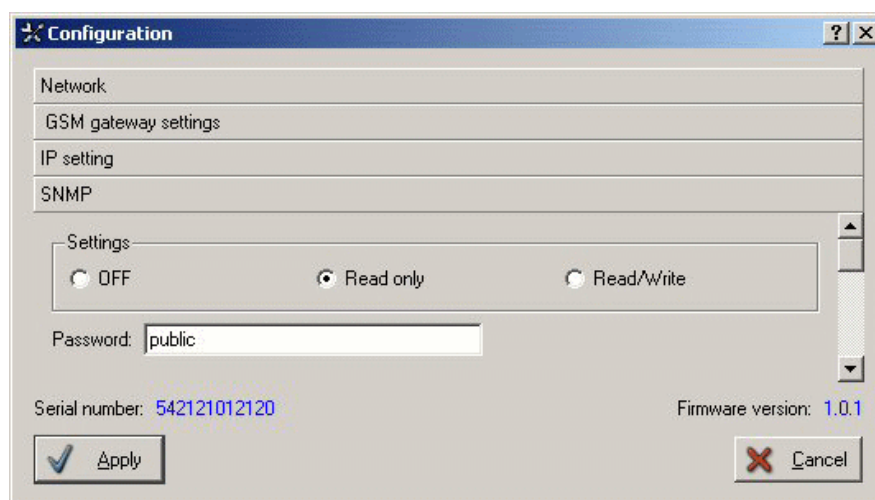 Configuration
Network
GSM gateway settings
IP setting
SNMP
Settings
OFF Read only Read/Write
Password: public
Serial number: 542121012120 Firmware version: 1.0.1
Apply Cancel